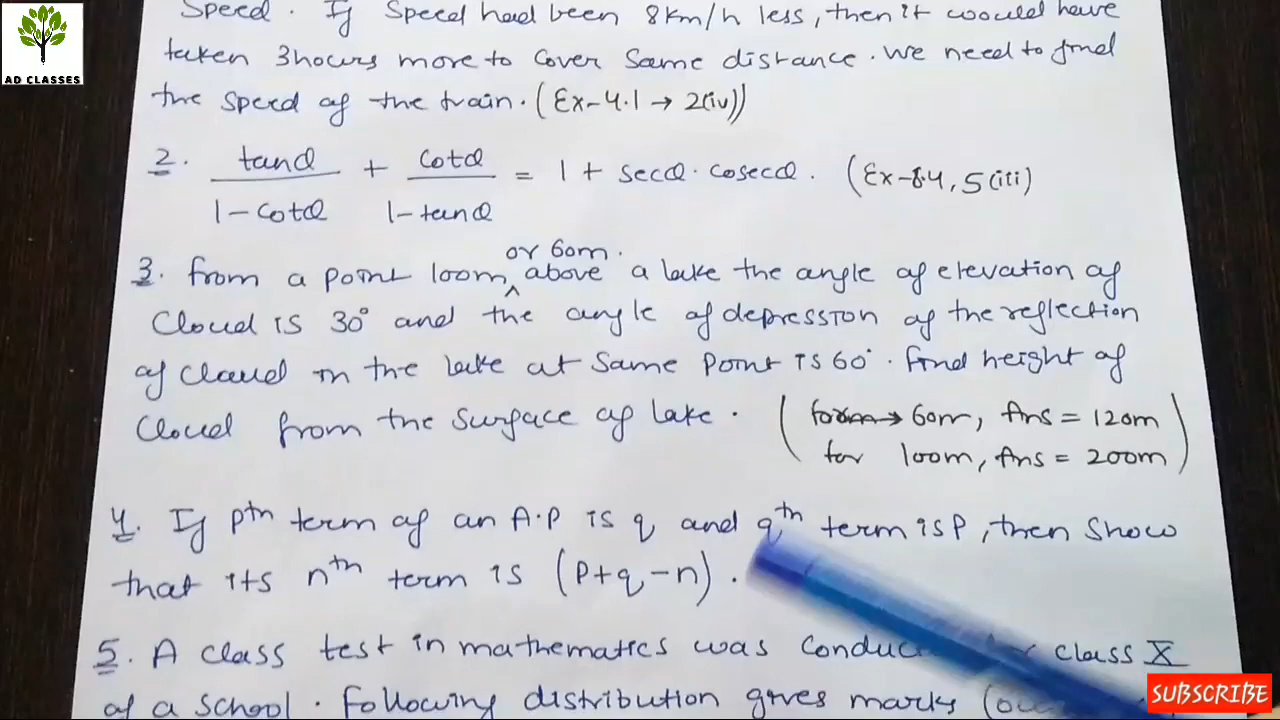 AD CLASSES
Speed. If Speed had been 8km/h less, then it would have
taken 3hours more to Cover Same distance. We need to find
the speed of the train. (Ex-4.1 → 2(iv))
2. tanθ/1-cotθ + cotθ/1-tanθ = 1 + secθ·cosecθ. (Ex-8.4, 5(iii)
or 60m.
3. from a point 100m, above a lake the angle of elevation of
Cloud is 30° and the angle of depression of the reflection
of cloud in the lake at Same Point is 60°. find height of
Cloud from the surface of lake. (for → 60m, Ans = 120m
for 100m, Ans = 200m)
4. If Pth term of an A.P is q and qth term is P, then Show
that its nth term is (P+q-n).
5. A class test in mathematics was class X
of a school. following distribution gives marks
SUBSCRIBE